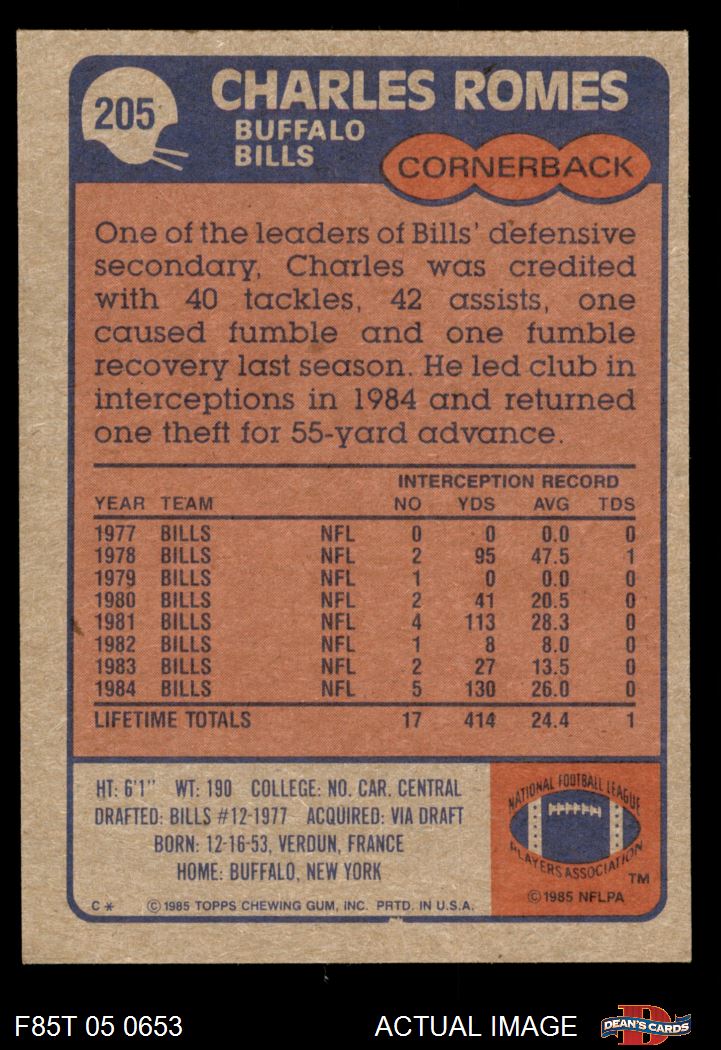 205
CHARLES ROMES
BUFFALO
BILLS
CORNERBACK
One of the leaders of Bills' defensive
secondary, Charles was credited
with 40 tackles, 42 assists, one
caused fumble and one fumble
recovery last season. He led club in
interceptions in 1984 and returned
one theft for 55-yard advance.
INTERCEPTION RECORD
YEAR TEAM NO YDS AVG TDS
1977 BILLS NFL 0 0 0.0 0
1978 BILLS NFL 2 95 47.5 1
1979 BILLS NFL 1 0 0.0 0
1980 BILLS NFL 2 41 20.5 0
1981 BILLS NFL 4 113 28.3 0
1982 BILLS NFL 1 8 8.0 0
1983 BILLS NFL 2 27 13.5 0
1984 BILLS NFL 5 130 26.0 0
LIFETIME TOTALS 17 414 24.4 1
HT: 6'1" WT: 190 COLLEGE: NO. CAR. CENTRAL
DRAFTED: BILLS #12-1977 ACQUIRED: VIA DRAFT
BORN: 12-16-53, VERDUN, FRANCE
HOME: BUFFALO, NEW YORK
C* © 1985 TOPPS CHEWING GUM, INC. PRTD. IN U.S.A.
NATIONAL FOOTBALL LEAGUE
PLAYERS ASSOCIATION
TM
© 1985 NFLPA
F85T 05 0653 ACTUAL IMAGE
D
DEAN'S CARDS